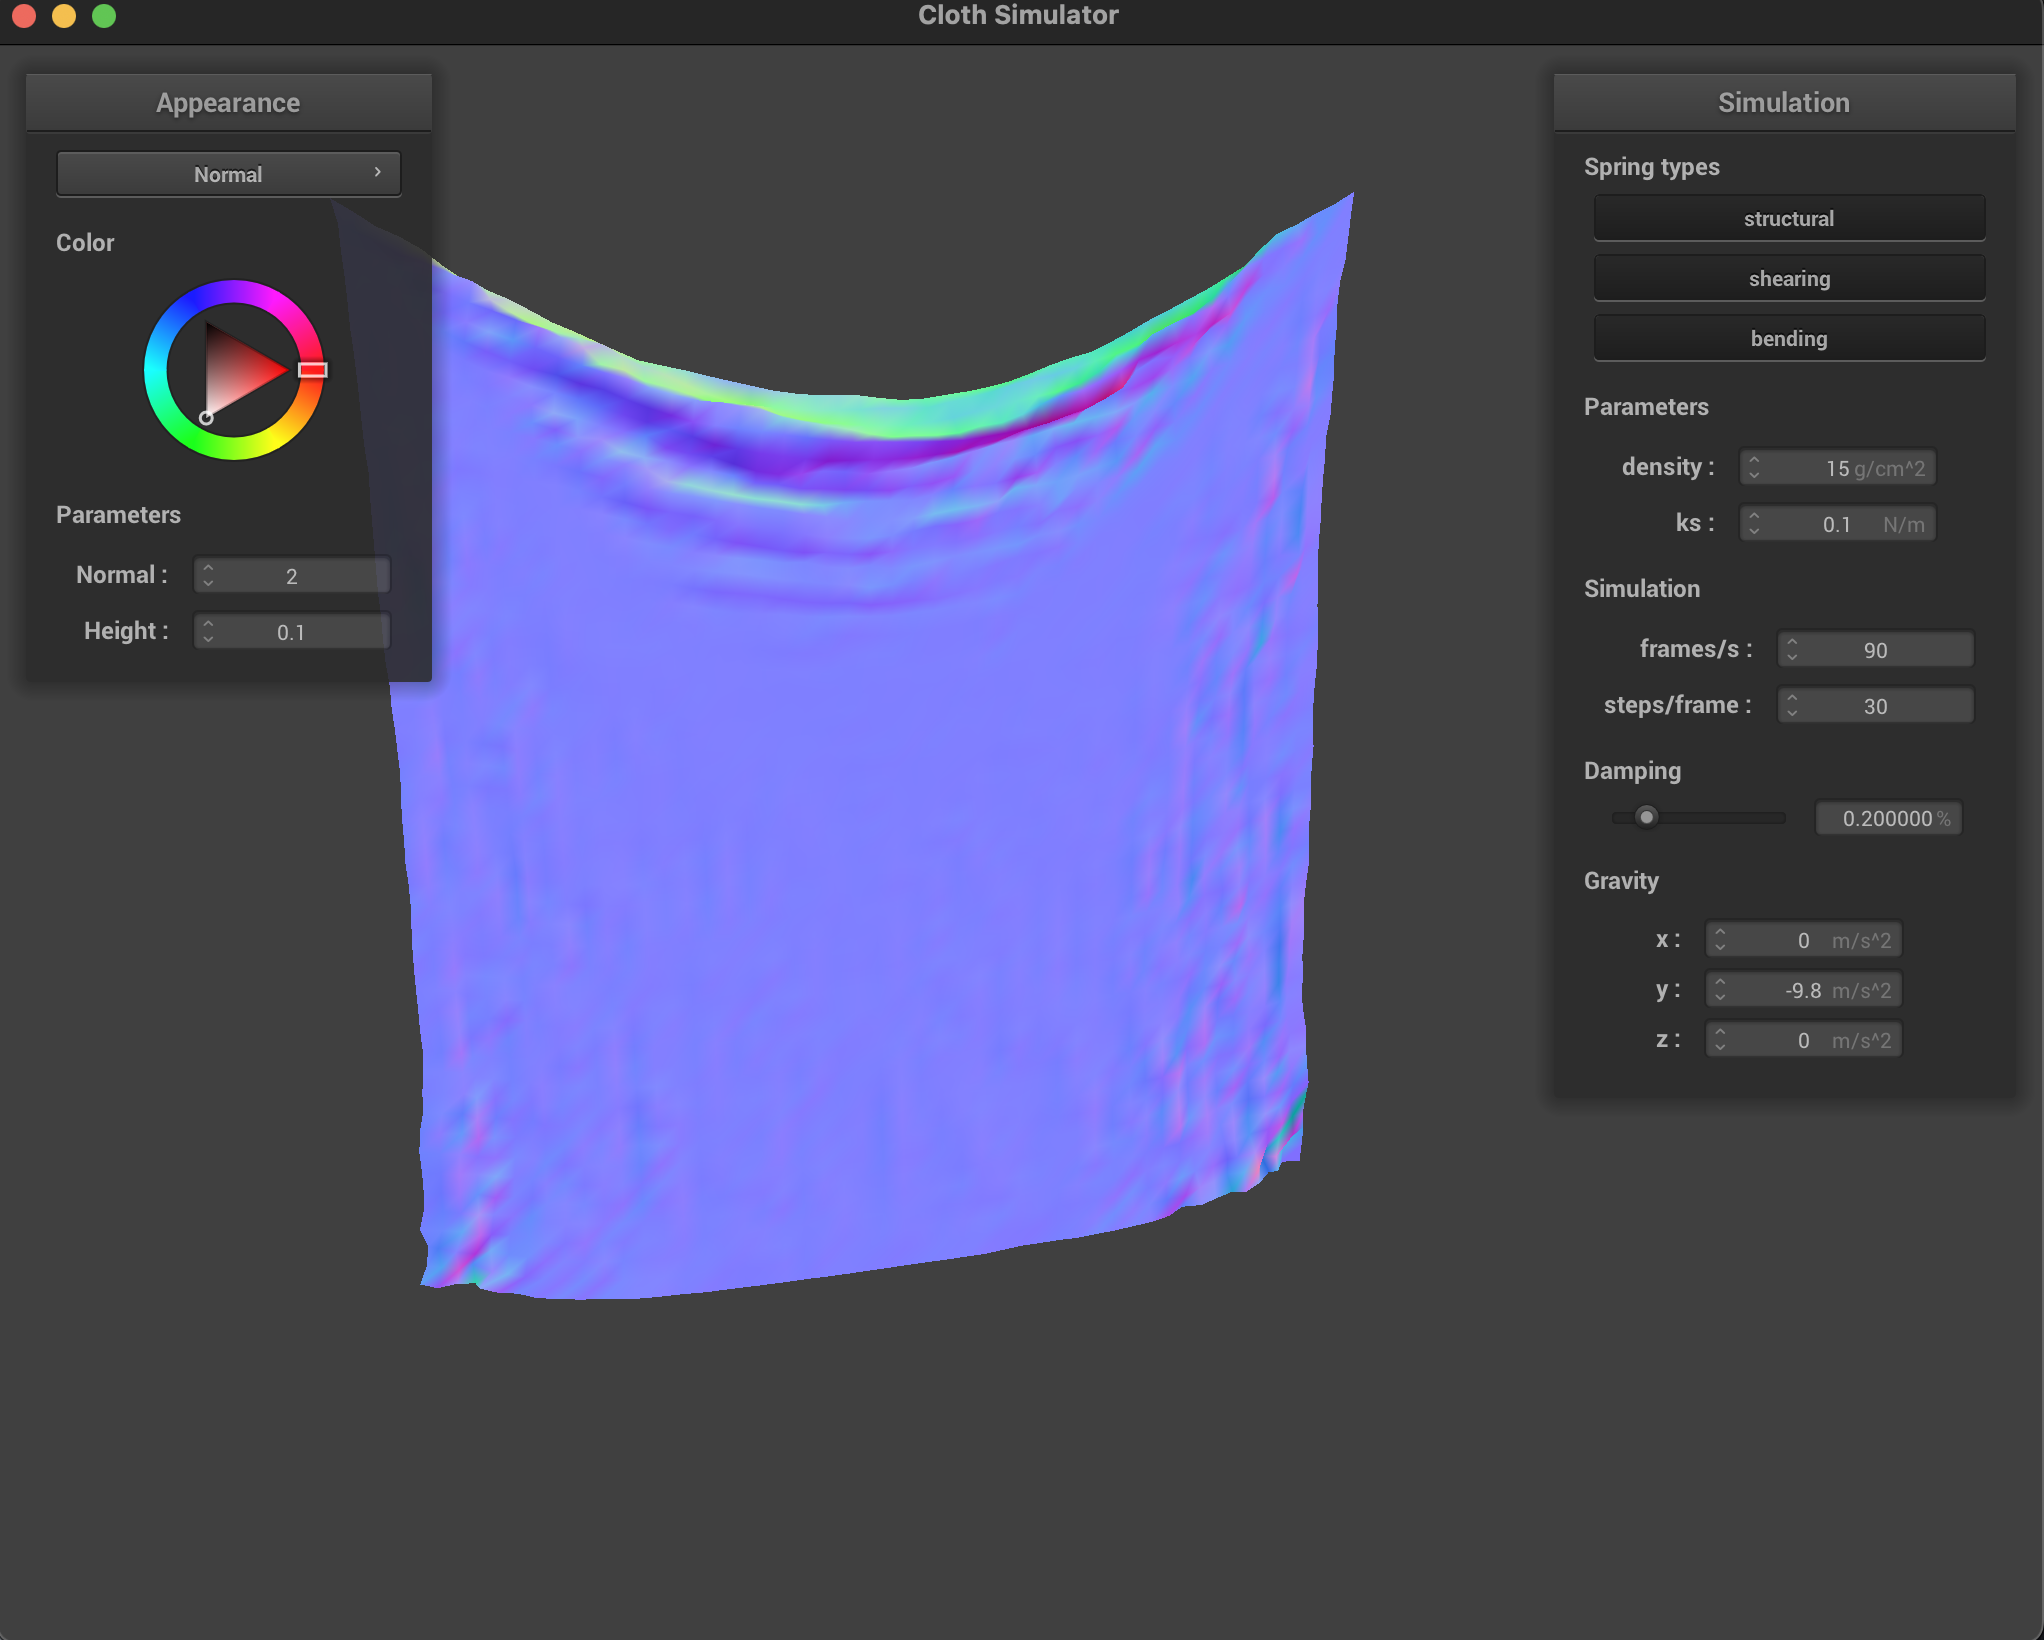 Cloth Simulator
Appearance
Normal
Color
Parameters
Normal : 2
Height : 0.1
Simulation
Spring types
structural
shearing
bending
Parameters
density : 15 g/cm^2
ks : 0.1 N/m
Simulation
frames/s : 90
steps/frame : 30
Damping
0.200000 %
Gravity
x : 0 m/s^2
y : -9.8 m/s^2
z : 0 m/s^2